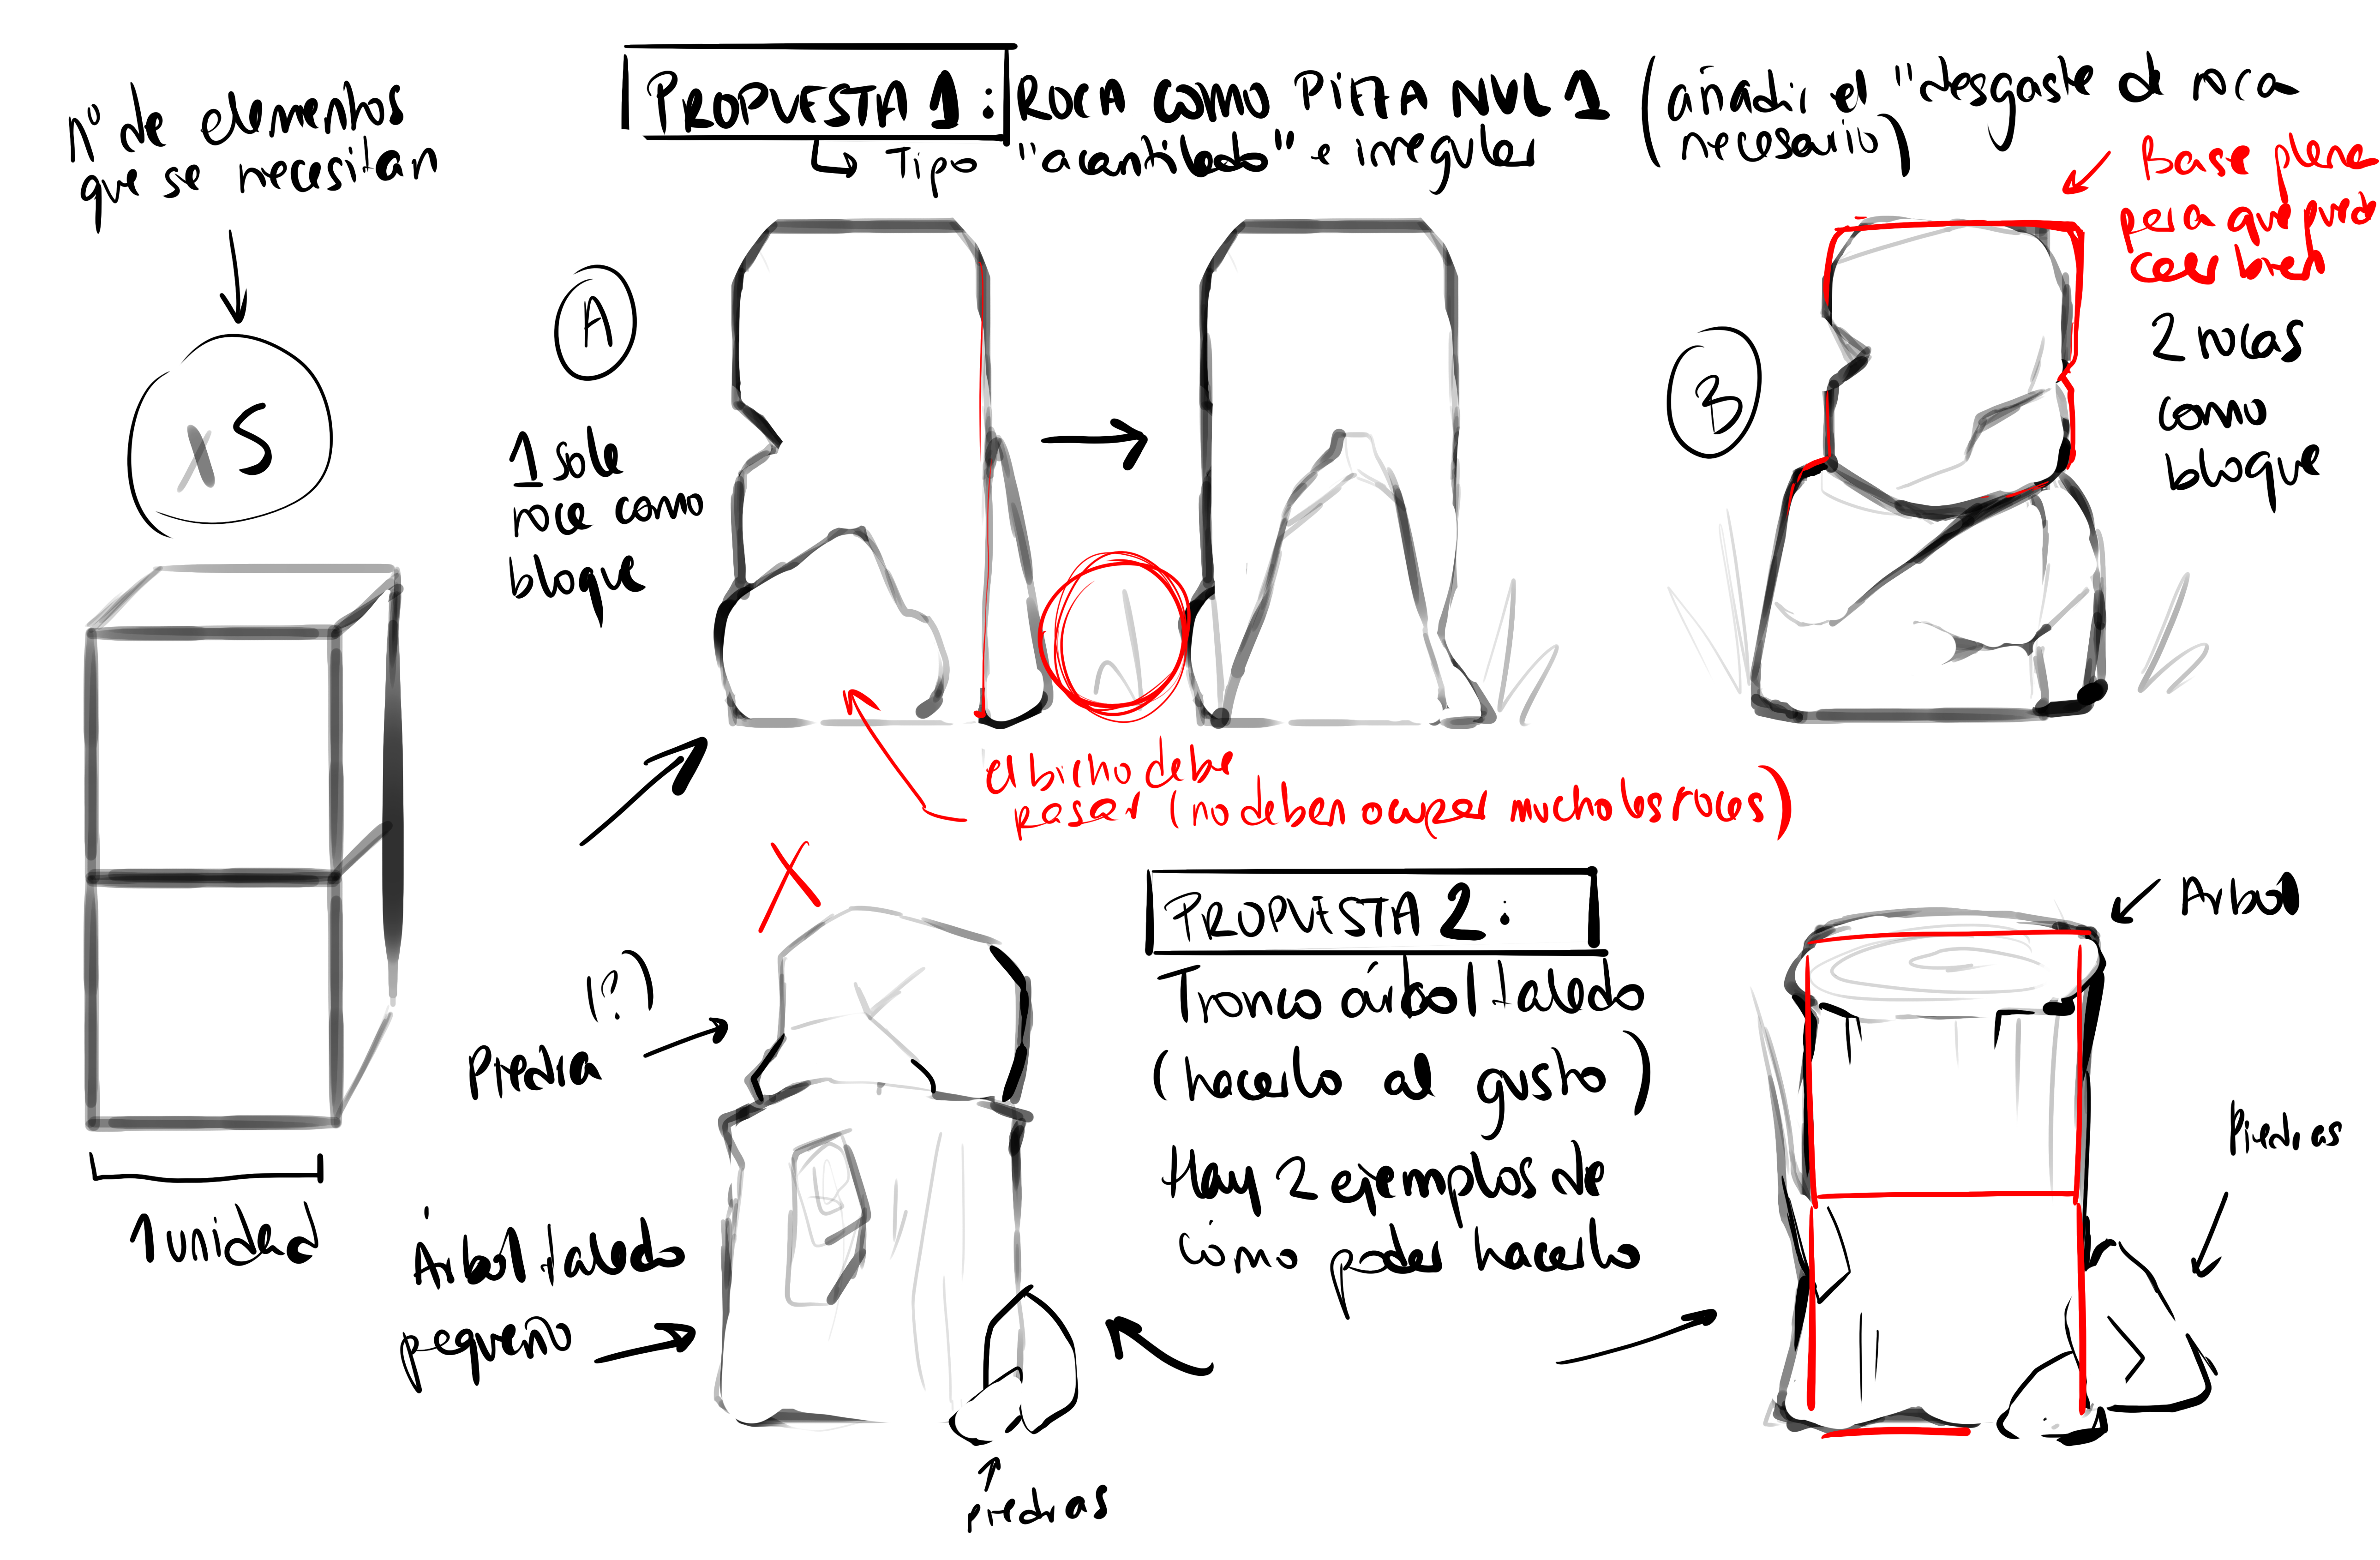 nº de elementos
que se necesitan
x5
1 unidad
PROPUESTA 1: ROCA COMO PIEZA NVL 1 (añadir el "desgaste de roca
necesario)
Tipo "acantilado" e irregular
A
1 sola
roca como
bloque
B
Base plana
para que pueda
caer bien
2 rocas
como
bloque
el bicho debe
pasar (no deben ocupar mucho las rocas)
X
Piedra (?)
Árbol talado
pequeño
piedras
PROPUESTA 2:
Tronco árbol talado
(hacerlo al gusto)
Hay 2 ejemplos de
cómo podés hacerlo
Arbol
Piedras